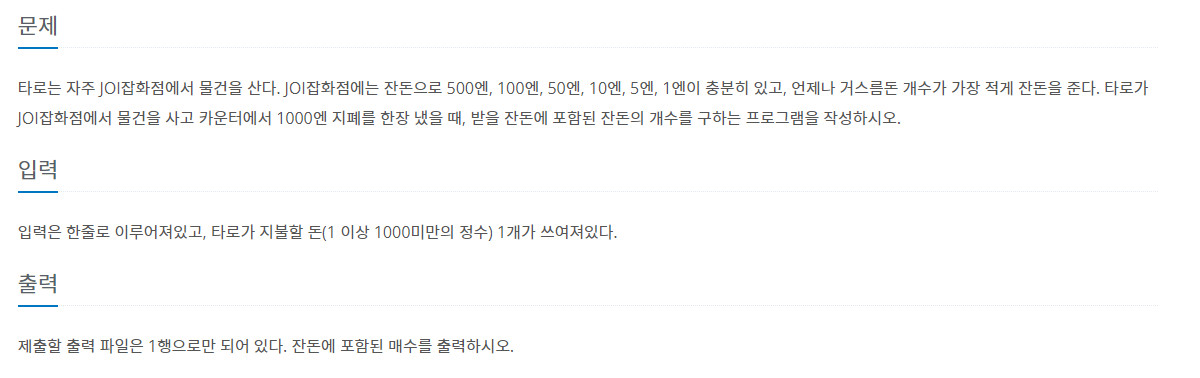 문제
타로는 자주 JOI잡화점에서 물건을 산다. JOI잡화점에는 잔돈으로 500엔, 100엔, 50엔, 10엔, 5엔, 1엔이 충분히 있고, 언제나 거스름돈 개수가 가장 적게 잔돈을 준다. 타로가
JOI잡화점에서 물건을 사고 카운터에서 1000엔 지폐를 한장 냈을 때, 받을 잔돈에 포함된 잔돈의 개수를 구하는 프로그램을 작성하시오.
입력
입력은 한줄로 이루어져있고, 타로가 지불할 돈(1 이상 1000미만의 정수) 1개가 쓰여져있다.
출력
제출할 출력 파일은 1행으로만 되어 있다. 잔돈에 포함된 매수를 출력하시오.